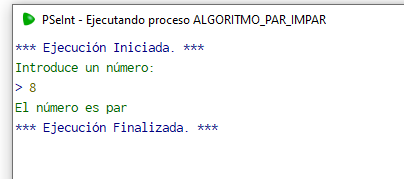 PSeInt - Ejecutando proceso ALGORITMO_PAR_IMPAR
*** Ejecución Iniciada. ***
Introduce un número:
> 8
El número es par
*** Ejecución Finalizada. ***